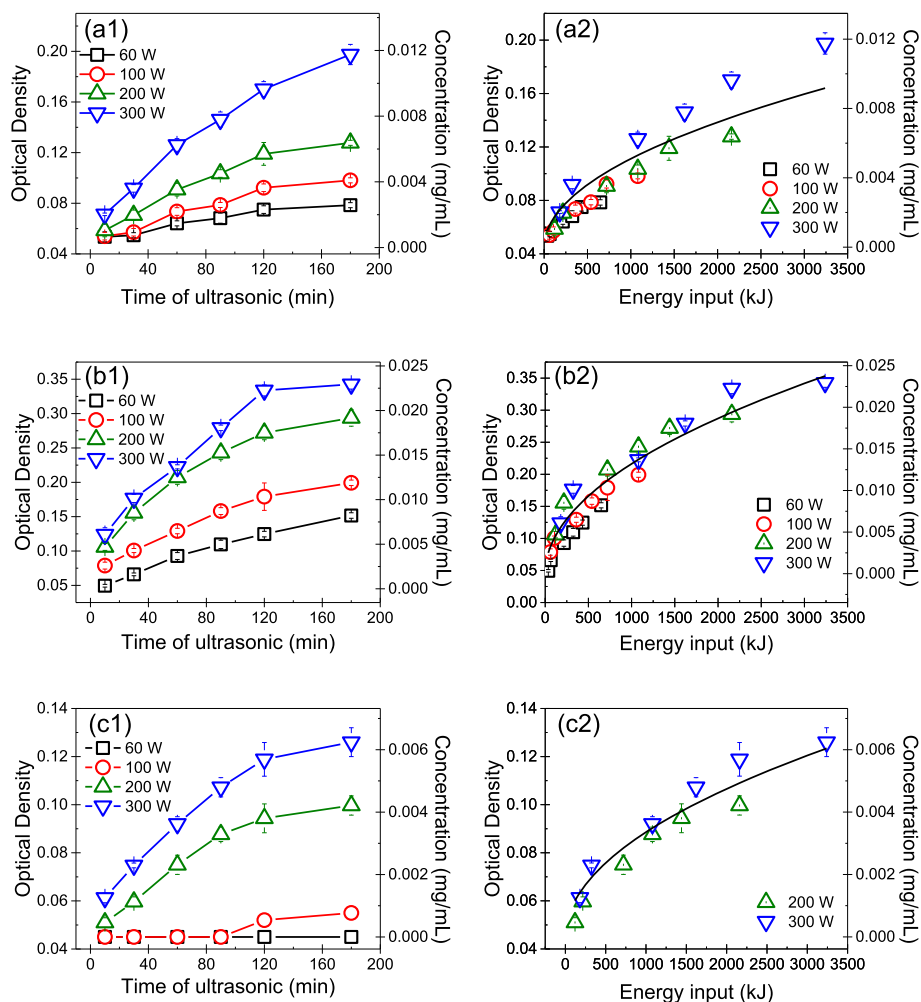 (a1)
Optical Density
0.20
0.16
0.12
0.08
0.04
60 W
100 W
200 W
300 W
0.012
0.008
0.004
0.000
Concentration (mg/mL)
0 40 80 120 160 200
Time of ultrasonic (min)
(a2)
Optical Density
0.20
0.16
0.12
0.08
0.04
60 W
100 W
200 W
300 W
0.012
0.008
0.004
0.000
Concentration (mg/mL)
0 500 1000 1500 2000 2500 3000 3500
Energy input (kJ)
(b1)
Optical Density
0.35
0.30
0.25
0.20
0.15
0.10
0.05
60 W
100 W
200 W
300 W
0.025
0.020
0.015
0.010
0.005
0.000
Concentration (mg/mL)
0 40 80 120 160 200
Time of ultrasonic (min)
(b2)
Optical Density
0.35
0.30
0.25
0.20
0.15
0.10
0.05
0.00
60 W
100 W
200 W
300 W
0.025
0.020
0.015
0.010
0.005
0.000
Concentration (mg/mL)
0 500 1000 1500 2000 2500 3000 3500
Energy input (kJ)
(c1)
Optical Density
0.14
0.12
0.10
0.08
0.06
0.04
60 W
100 W
200 W
300 W
0.006
0.004
0.002
0.000
Concentration (mg/mL)
0 40 80 120 160 200
Time of ultrasonic (min)
(c2)
Optical Density
0.14
0.12
0.10
0.08
0.06
0.04
200 W
300 W
0.006
0.004
0.002
0.000
Concentration (mg/mL)
0 500 1000 1500 2000 2500 3000 3500
Energy input (kJ)